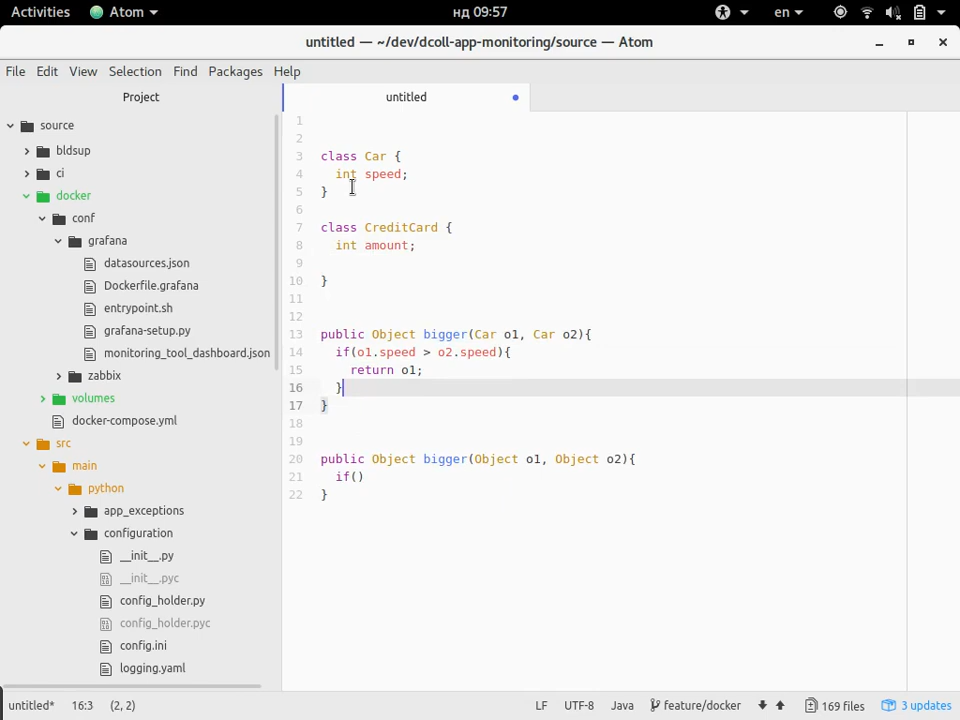 Activities
Atom
нд 09:57
en
untitled — ~/dev/dcoll-app-monitoring/source — Atom
File Edit View Selection Find Packages Help
Project
untitled
source
bldsup
ci
docker
conf
grafana
datasources.json
Dockerfile.grafana
entrypoint.sh
grafana-setup.py
monitoring_tool_dashboard.json
zabbix
volumes
docker-compose.yml
src
main
python
app_exceptions
configuration
__init__.py
__init__.pyc
config_holder.py
config_holder.pyc
config.ini
logging.yaml
1
2
3 class Car {
4 int speed;
5 }
6
7 class CreditCard {
8 int amount;
9
10 }
11
12
13 public Object bigger(Car o1, Car o2){
14 if(o1.speed > o2.speed){
15 return o1;
16 }
17 }
18
19
20 public Object bigger(Object o1, Object o2){
21 if()
22 }
untitled* 16:3 (2, 2)
LF UTF-8 Java feature/docker 169 files 3 updates